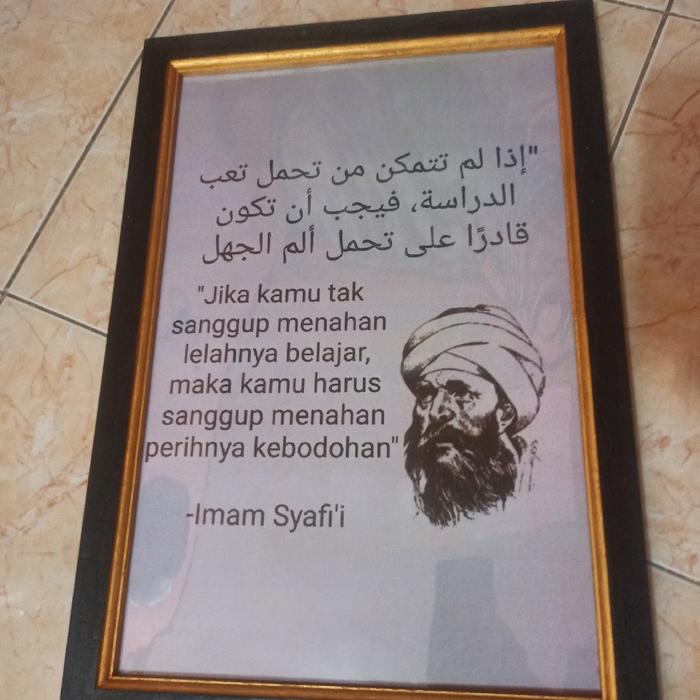 "إذا لم تتمكن من تحمل تعب
الدراسة، فيجب أن تكون
قادرًا على تحمل ألم الجهل
"Jika kamu tak
sanggup menahan
lelahnya belajar,
maka kamu harus
sanggup menahan
perihnya kebodohan"
-Imam Syafi'i